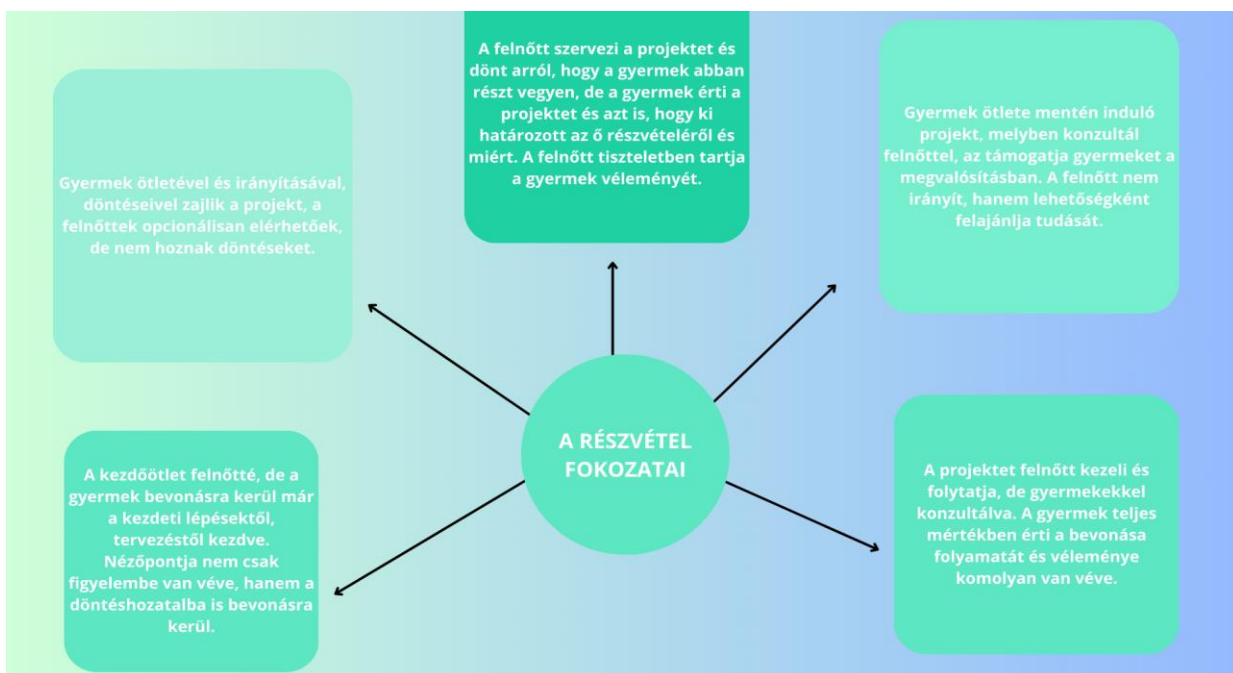 A felnőtt szervezi a projektet és
dönt arról, hogy a gyermek abban
részt vegyen, de a gyermek érti a
projektet és azt is, hogy ki
határozott az ő részvételéről és
miért. A felnőtt tiszteletben tartja
a gyermek véleményét.
Gyermek ötletével és irányításával,
döntéseivel zajlik a projekt, a
felnőttek opcionálisan elérhetőek,
de nem hoznak döntéseket.
Gyermek ötlete mentén induló
projekt, melyben konzultál
felnőttel, az támogatja gyermeket a
megvalósításban. A felnőtt nem
irányít, hanem lehetőségként
felajánlja tudását.
A RÉSZVÉTEL
FOKOZATAI
A kezdőötlet felnőtté, de a
gyermek bevonásra kerül már
a kezdeti lépésektől,
tervezéstől kezdve.
Nézőpontja nem csak
figyelembe van véve, hanem a
döntéshozatalba is bevonásra
kerül.
A projektet felnőtt kezeli és
folytatja, de gyermekekkel
konzultálva. A gyermek teljes
mértékben érti a bevonása
folyamatát és véleménye
komolyan van véve.